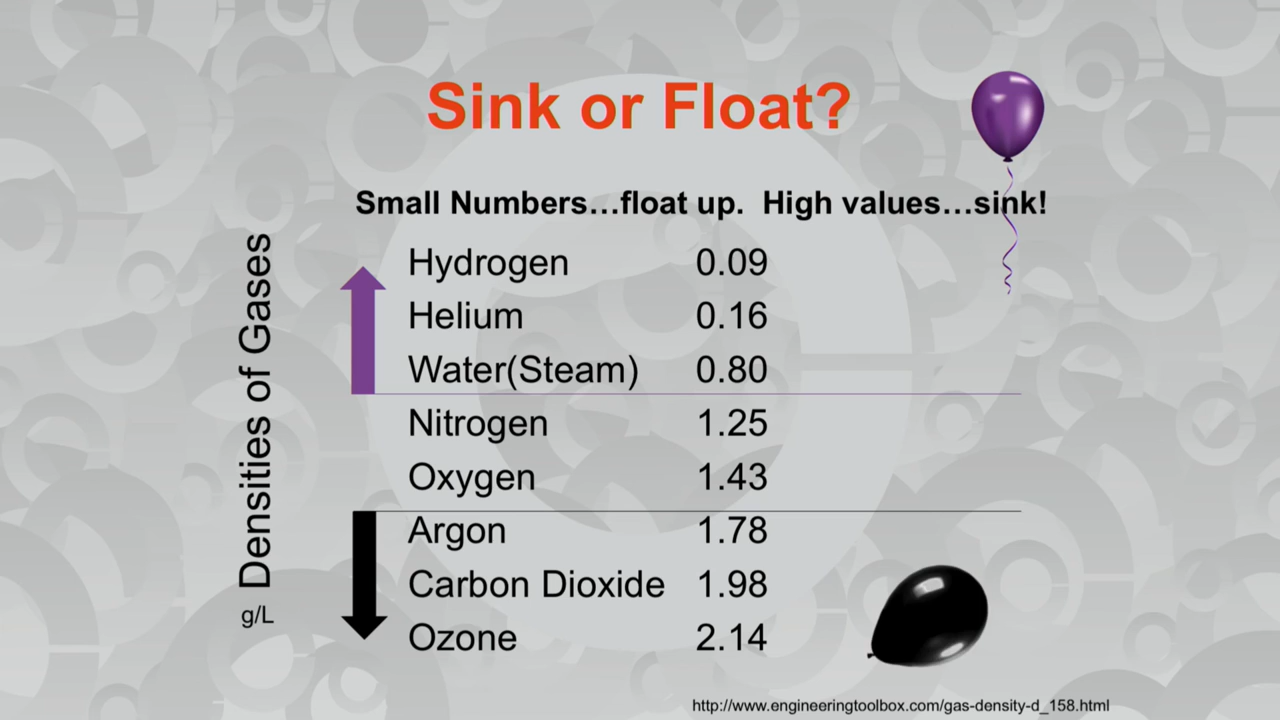 Sink or Float?
Small Numbers...float up. High values...sink!
Densities of Gases
g/L
Hydrogen 0.09
Helium 0.16
Water(Steam) 0.80
Nitrogen 1.25
Oxygen 1.43
Argon 1.78
Carbon Dioxide 1.98
Ozone 2.14
http://www.engineeringtoolbox.com/gas-density-d_158.html